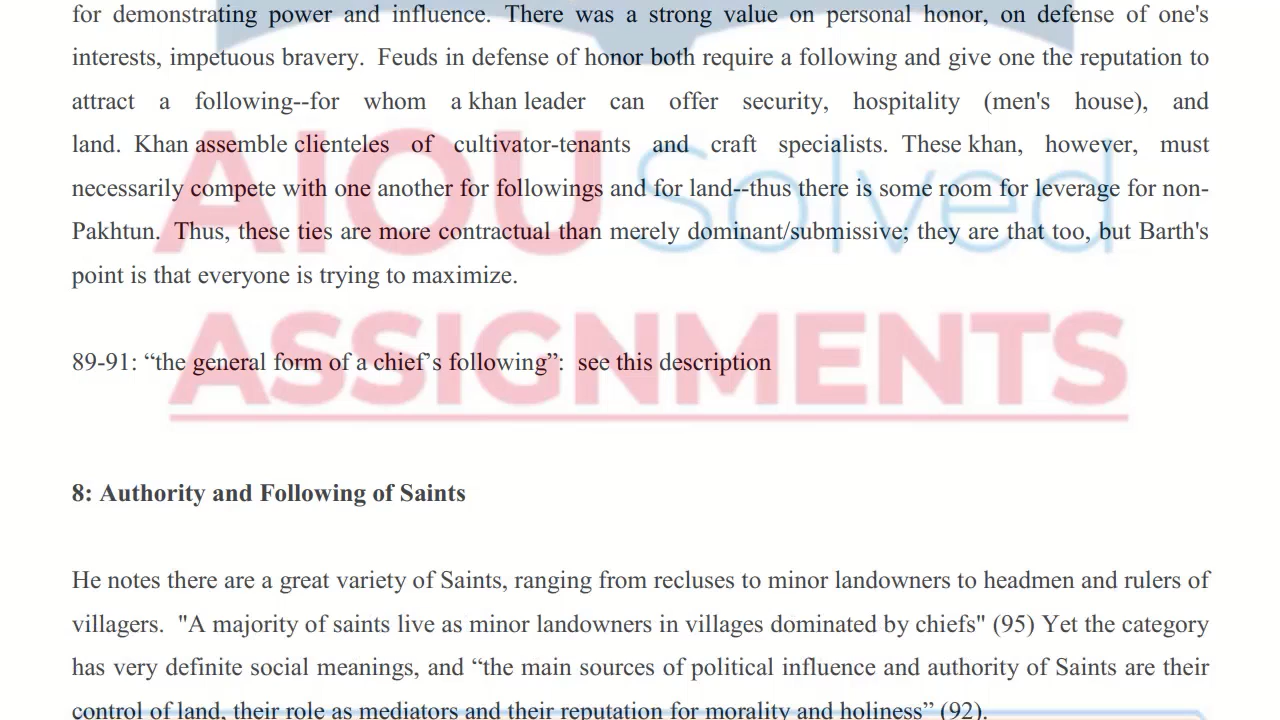 for demonstrating power and influence. There was a strong value on personal honor, on defense of one's
interests, impetuous bravery. Feuds in defense of honor both require a following and give one the reputation to
attract a following--for whom a khan leader can offer security, hospitality (men's house), and
land. Khan assemble clienteles of cultivator-tenants and craft specialists. These khan, however, must
necessarily compete with one another for followings and for land--thus there is some room for leverage for non-
Pakhtun. Thus, these ties are more contractual than merely dominant/submissive; they are that too, but Barth's
point is that everyone is trying to maximize.
AIOU Solved
ASSIGNMENTS
89-91: “the general form of a chief’s following”: see this description
8: Authority and Following of Saints
He notes there are a great variety of Saints, ranging from recluses to minor landowners to headmen and rulers of
villagers. "A majority of saints live as minor landowners in villages dominated by chiefs" (95) Yet the category
has very definite social meanings, and “the main sources of political influence and authority of Saints are their
control of land, their role as mediators and their reputation for morality and holiness” (92).